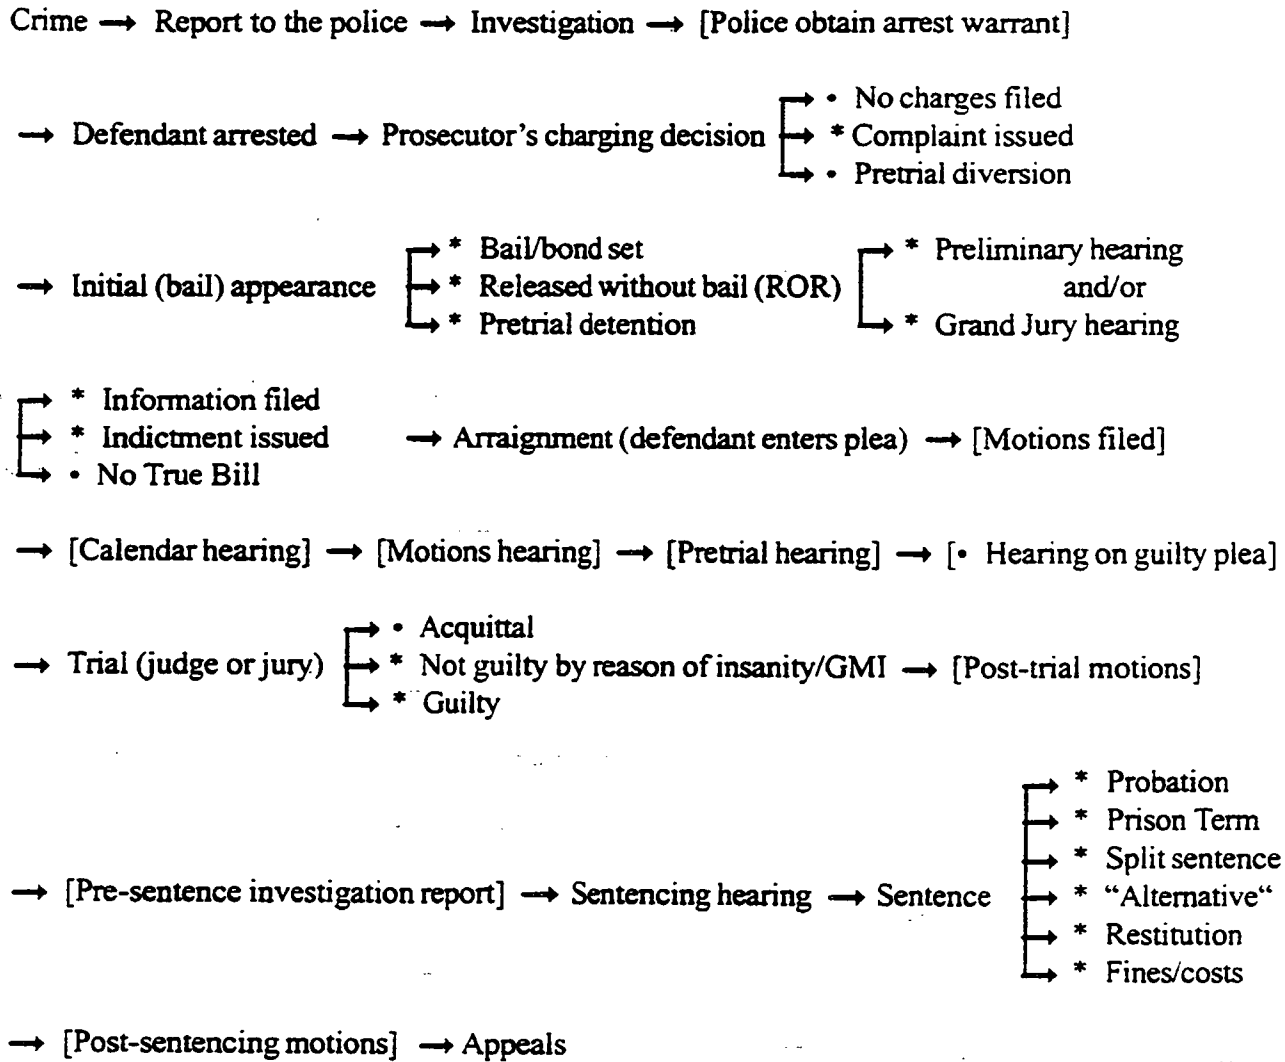 Crime → Report to the police → Investigation → [Police obtain arrest warrant]
→ • No charges filed
→ Defendant arrested → Prosecutor's charging decision → * Complaint issued
→ • Pretrial diversion
→ * Bail/bond set → * Preliminary hearing
→ Initial (bail) appearance → * Released without bail (ROR) and/or
→ * Pretrial detention → * Grand Jury hearing
→ * Information filed
→ * Indictment issued → Arraignment (defendant enters plea) → [Motions filed]
→ • No True Bill
→ [Calendar hearing] → [Motions hearing] → [Pretrial hearing] → [• Hearing on guilty plea]
→ • Acquittal
→ Trial (judge or jury) → * Not guilty by reason of insanity/GMI → [Post-trial motions]
→ * Guilty
→ * Probation
→ * Prison Term
→ * Split sentence
→ [Pre-sentence investigation report] → Sentencing hearing → Sentence → * "Alternative"
→ * Restitution
→ * Fines/costs
→ [Post-sentencing motions] → Appeals